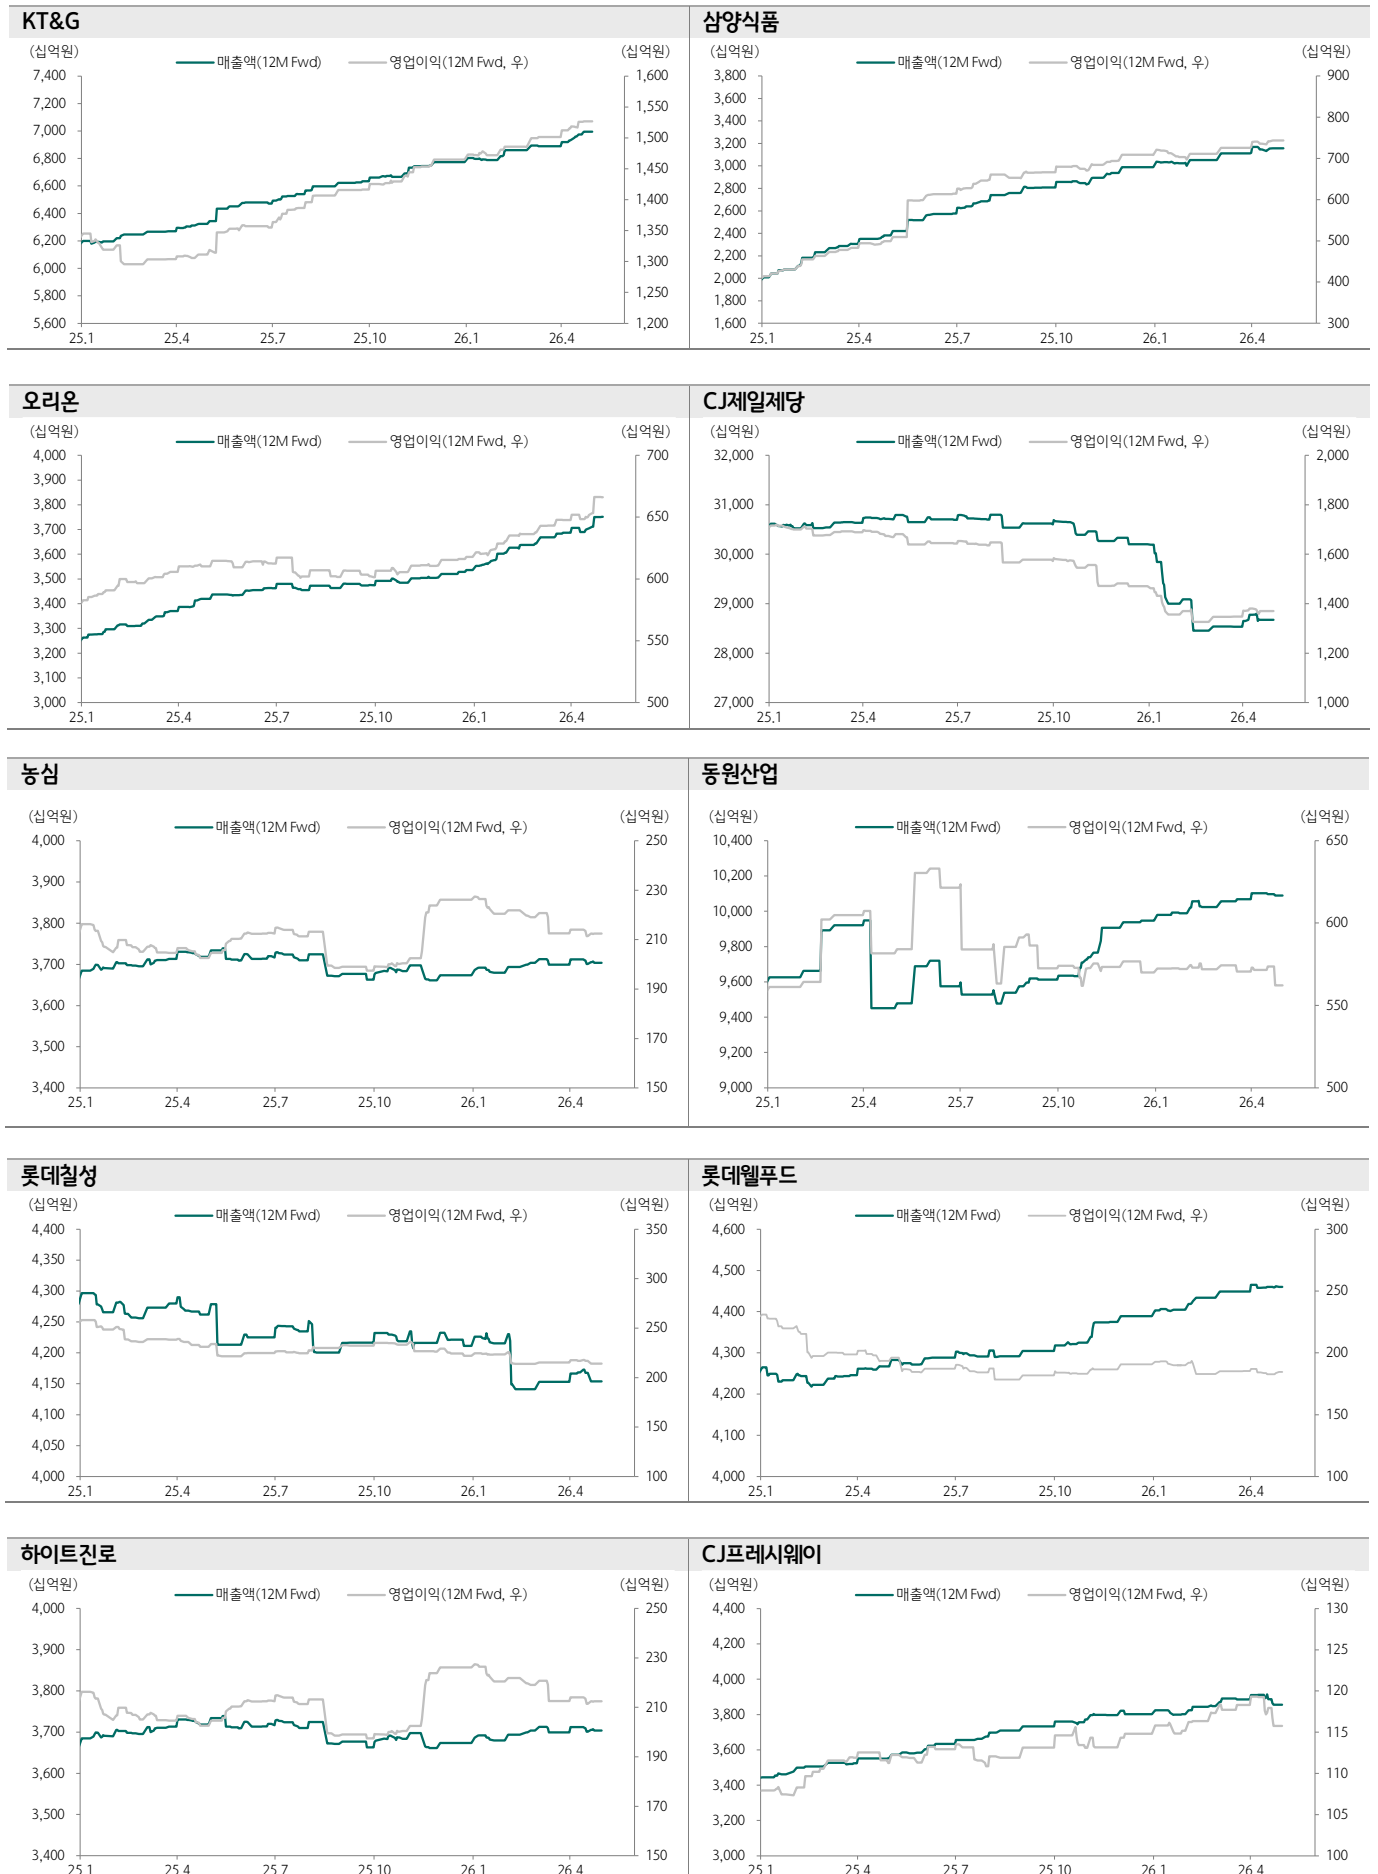 KT&G
(십억원)
(십억원)
매출액(12M Fwd)
영업이익(12M Fwd, 우)
7,400
7,200
7,000
6,800
6,600
6,400
6,200
6,000
5,800
5,600
1,600
1,550
1,500
1,450
1,400
1,350
1,300
1,250
1,200
25.1 25.4 25.7 25.10 26.1 26.4
삼양식품
(십억원)
(십억원)
매출액(12M Fwd)
영업이익(12M Fwd, 우)
3,800
3,600
3,400
3,200
3,000
2,800
2,600
2,400
2,200
2,000
1,800
1,600
900
800
700
600
500
400
300
25.1 25.4 25.7 25.10 26.1 26.4
오리온
(십억원)
(십억원)
매출액(12M Fwd)
영업이익(12M Fwd, 우)
4,000
3,900
3,800
3,700
3,600
3,500
3,400
3,300
3,200
3,100
3,000
700
650
600
550
500
25.1 25.4 25.7 25.10 26.1 26.4
CJ제일제당
(십억원)
(십억원)
매출액(12M Fwd)
영업이익(12M Fwd, 우)
32,000
31,000
30,000
29,000
28,000
27,000
2,000
1,800
1,600
1,400
1,200
1,000
25.1 25.4 25.7 25.10 26.1 26.4
농심
(십억원)
(십억원)
매출액(12M Fwd)
영업이익(12M Fwd, 우)
4,000
3,900
3,800
3,700
3,600
3,500
3,400
250
230
210
190
170
150
25.1 25.4 25.7 25.10 26.1 26.4
동원산업
(십억원)
(십억원)
매출액(12M Fwd)
영업이익(12M Fwd, 우)
10,400
10,200
10,000
9,800
9,600
9,400
9,200
9,000
650
600
550
500
25.1 25.4 25.7 25.10 26.1 26.4
롯데칠성
(십억원)
(십억원)
매출액(12M Fwd)
영업이익(12M Fwd, 우)
4,400
4,350
4,300
4,250
4,200
4,150
4,100
4,050
4,000
350
300
250
200
150
100
25.1 25.4 25.7 25.10 26.1 26.4
롯데웰푸드
(십억원)
(십억원)
매출액(12M Fwd)
영업이익(12M Fwd, 우)
4,600
4,500
4,400
4,300
4,200
4,100
4,000
300
250
200
150
100
25.1 25.4 25.7 25.10 26.1 26.4
하이트진로
(십억원)
(십억원)
매출액(12M Fwd)
영업이익(12M Fwd, 우)
4,000
3,900
3,800
3,700
3,600
3,500
3,400
250
230
210
190
170
150
25.1 25.4 25.7 25.10 26.1 26.4
CJ프레시웨이
(십억원)
(십억원)
매출액(12M Fwd)
영업이익(12M Fwd, 우)
4,400
4,200
4,000
3,800
3,600
3,400
3,200
3,000
130
125
120
115
110
105
100
25.1 25.4 25.7 25.10 26.1 26.4